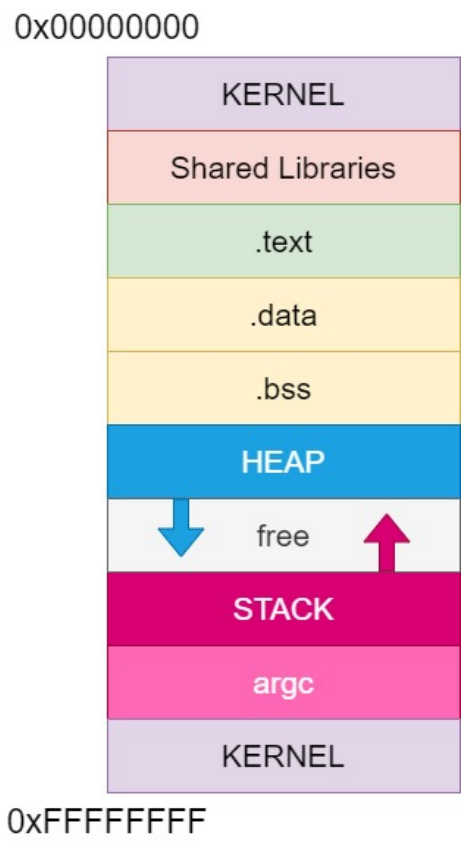 0x00000000
KERNEL
Shared Libraries
.text
.data
.bss
HEAP
free
STACK
argc
KERNEL
0xFFFFFFFF